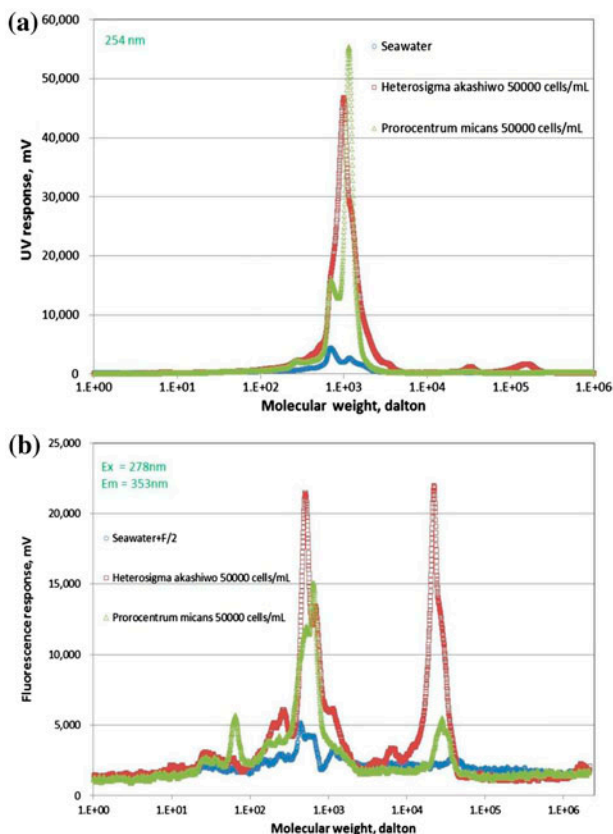 (a)
60,000
50,000
40,000
30,000
20,000
10,000
0
UV response, mV
254 nm
Seawater
Heterosigma akashiwo 50000 cells/mL
Prorocentrum micans 50000 cells/mL
1.E+00 1.E+01 1.E+02 1.E+03 1.E+04 1.E+05 1.E+06
Molecular weight, dalton
(b)
25,000
20,000
15,000
10,000
5,000
0
Fluorescence response, mV
Ex = 278nm
Em = 353nm
Seawater+F/2
Heterosigma akashiwo 50000 cells/mL
Prorocentrum micans 50000 cells/mL
1.E+00 1.E+01 1.E+02 1.E+03 1.E+04 1.E+05 1.E+06
Molecular weight, dalton